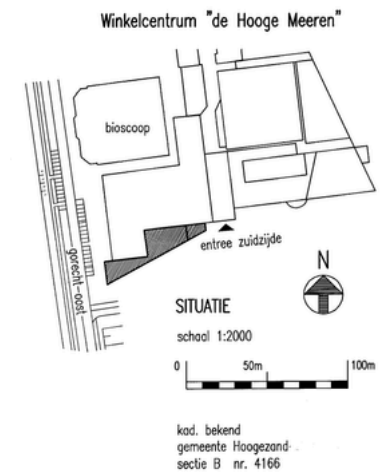 Winkelcentrum "de Hooge Meeren"
bioscoop
entree zuidzijde
gorecht-oost
N
SITUATIE
schaal 1:2000
0 50m 100m
kad. bekend
gemeente Hoogezand
sectie B nr. 4166